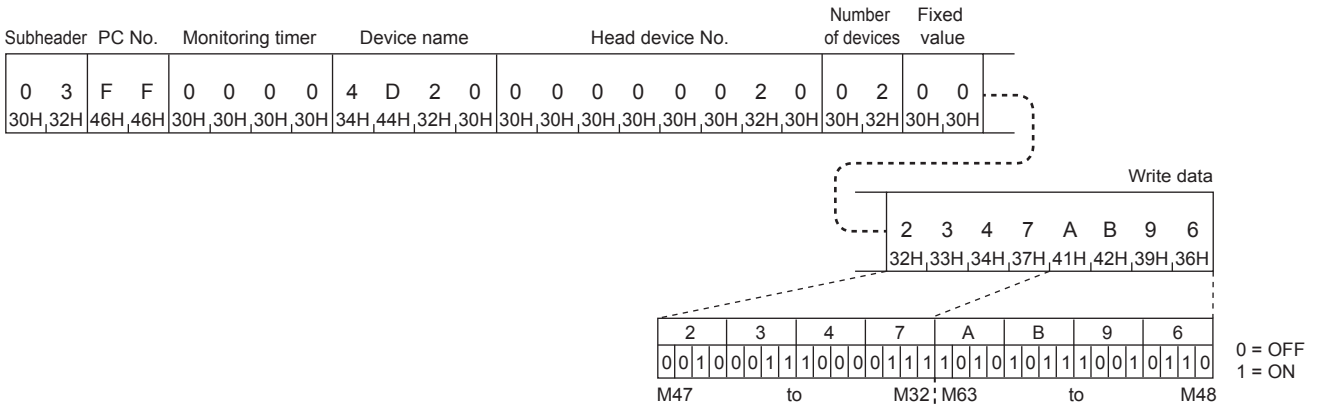 Number Fixed
Subheader PC No. Monitoring timer Device name Head device No. of devices value
0 3 F F 0 0 0 0 4 D 2 0 0 0 0 0 0 0 2 0 0 2 0 0
30H 32H 46H 46H 30H 30H 30H 30H 34H 44H 32H 30H 30H 30H 30H 30H 30H 30H 32H 30H 30H 32H 30H 30H
Write data
2 3 4 7 A B 9 6
32H 33H 34H 37H 41H 42H 39H 36H
2 3 4 7 A B 9 6
0 0 1 0 0 0 1 1 1 0 0 0 0 1 1 1 1 0 1 0 1 0 1 1 1 0 0 1 0 1 1 0
0 = OFF
1 = ON
M47 to M32 M63 to M48